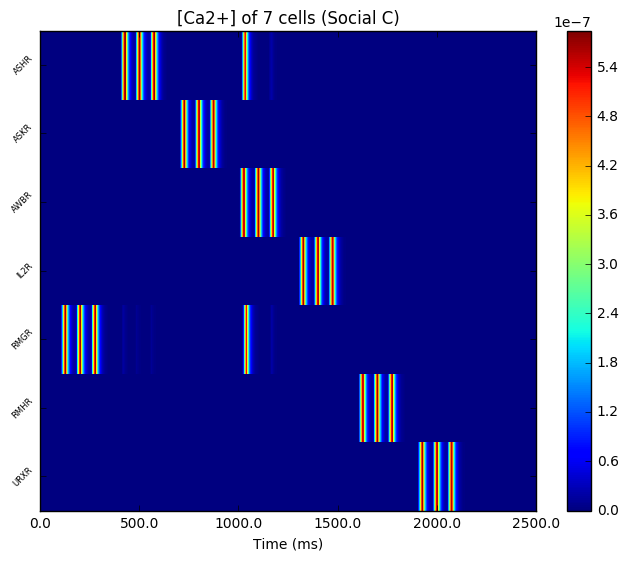 [Ca2+] of 7 cells (Social C)
1e−7
ASHR
ASKR
AWBR
IL2R
RMGR
RMHR
URXR
5.4
4.8
4.2
3.6
3.0
2.4
1.8
1.2
0.6
0.0
0.0 500.0 1000.0 1500.0 2000.0 2500.0
Time (ms)